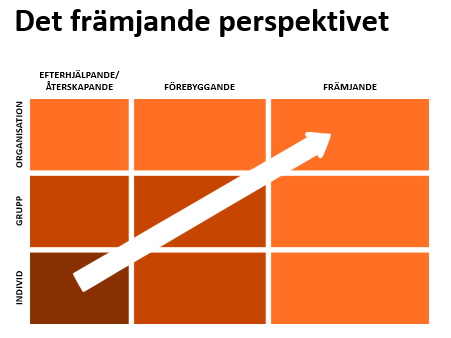 Det främjande perspektivet
EFTERHJÄLPANDE/
ÅTERSKAPANDE
FÖREBYGGANDE
FRÄMJANDE
ORGANISATION
GRUPP
INDIVID